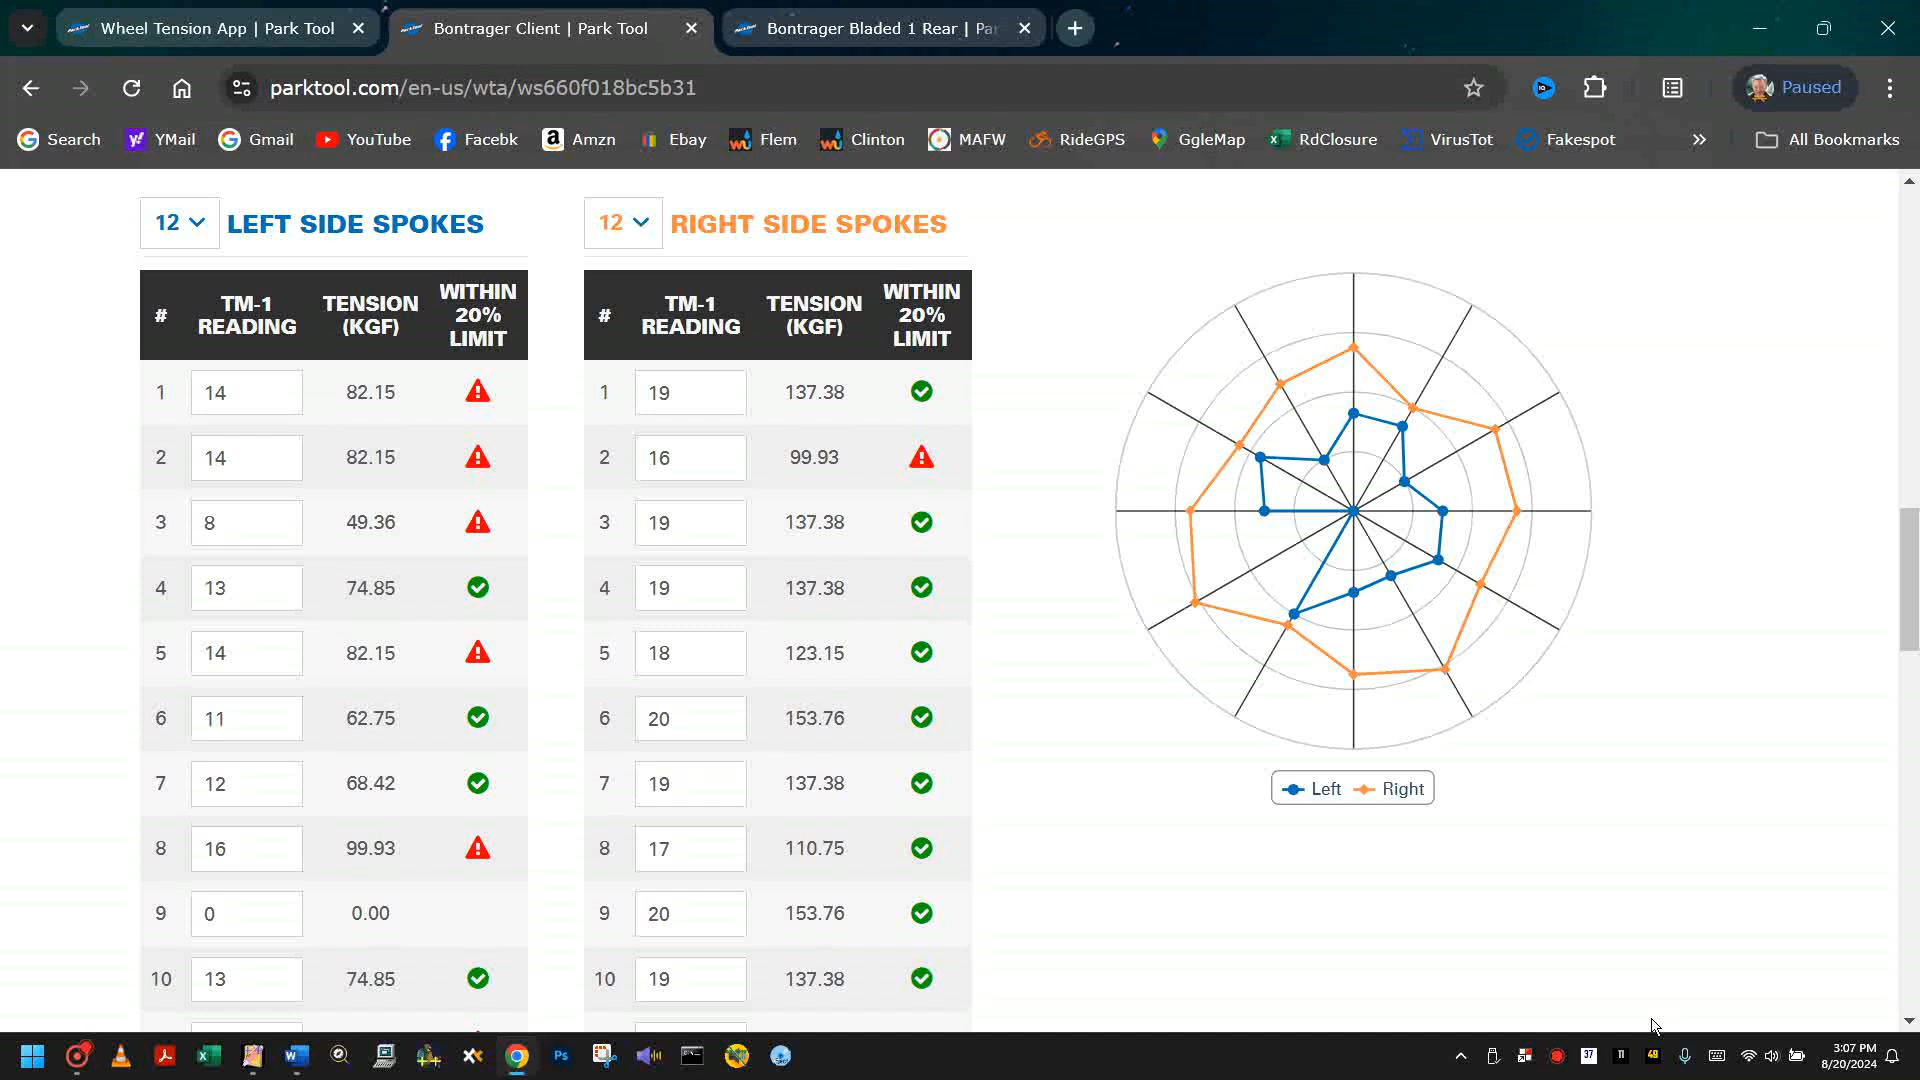 Wheel Tension App | Park Tool
Bontrager Client | Park Tool
Bontrager Bladed 1 Rear | Par
parktool.com/en-us/wta/ws660f018bc5b31
Paused
Search YMail Gmail YouTube Facebk Amzn Ebay Flem Clinton MAFW RideGPS GgleMap RdClosure VirusTot Fakespot » All Bookmarks
12 LEFT SIDE SPOKES
12 RIGHT SIDE SPOKES
# TM-1 READING TENSION (KGF) WITHIN 20% LIMIT
1 14 82.15
2 14 82.15
3 8 49.36
4 13 74.85
5 14 82.15
6 11 62.75
7 12 68.42
8 16 99.93
9 0 0.00
10 13 74.85
# TM-1 READING TENSION (KGF) WITHIN 20% LIMIT
1 19 137.38
2 16 99.93
3 19 137.38
4 19 137.38
5 18 123.15
6 20 153.76
7 19 137.38
8 17 110.75
9 20 153.76
10 19 137.38
Left Right
37
49
3:07 PM
8/20/2024